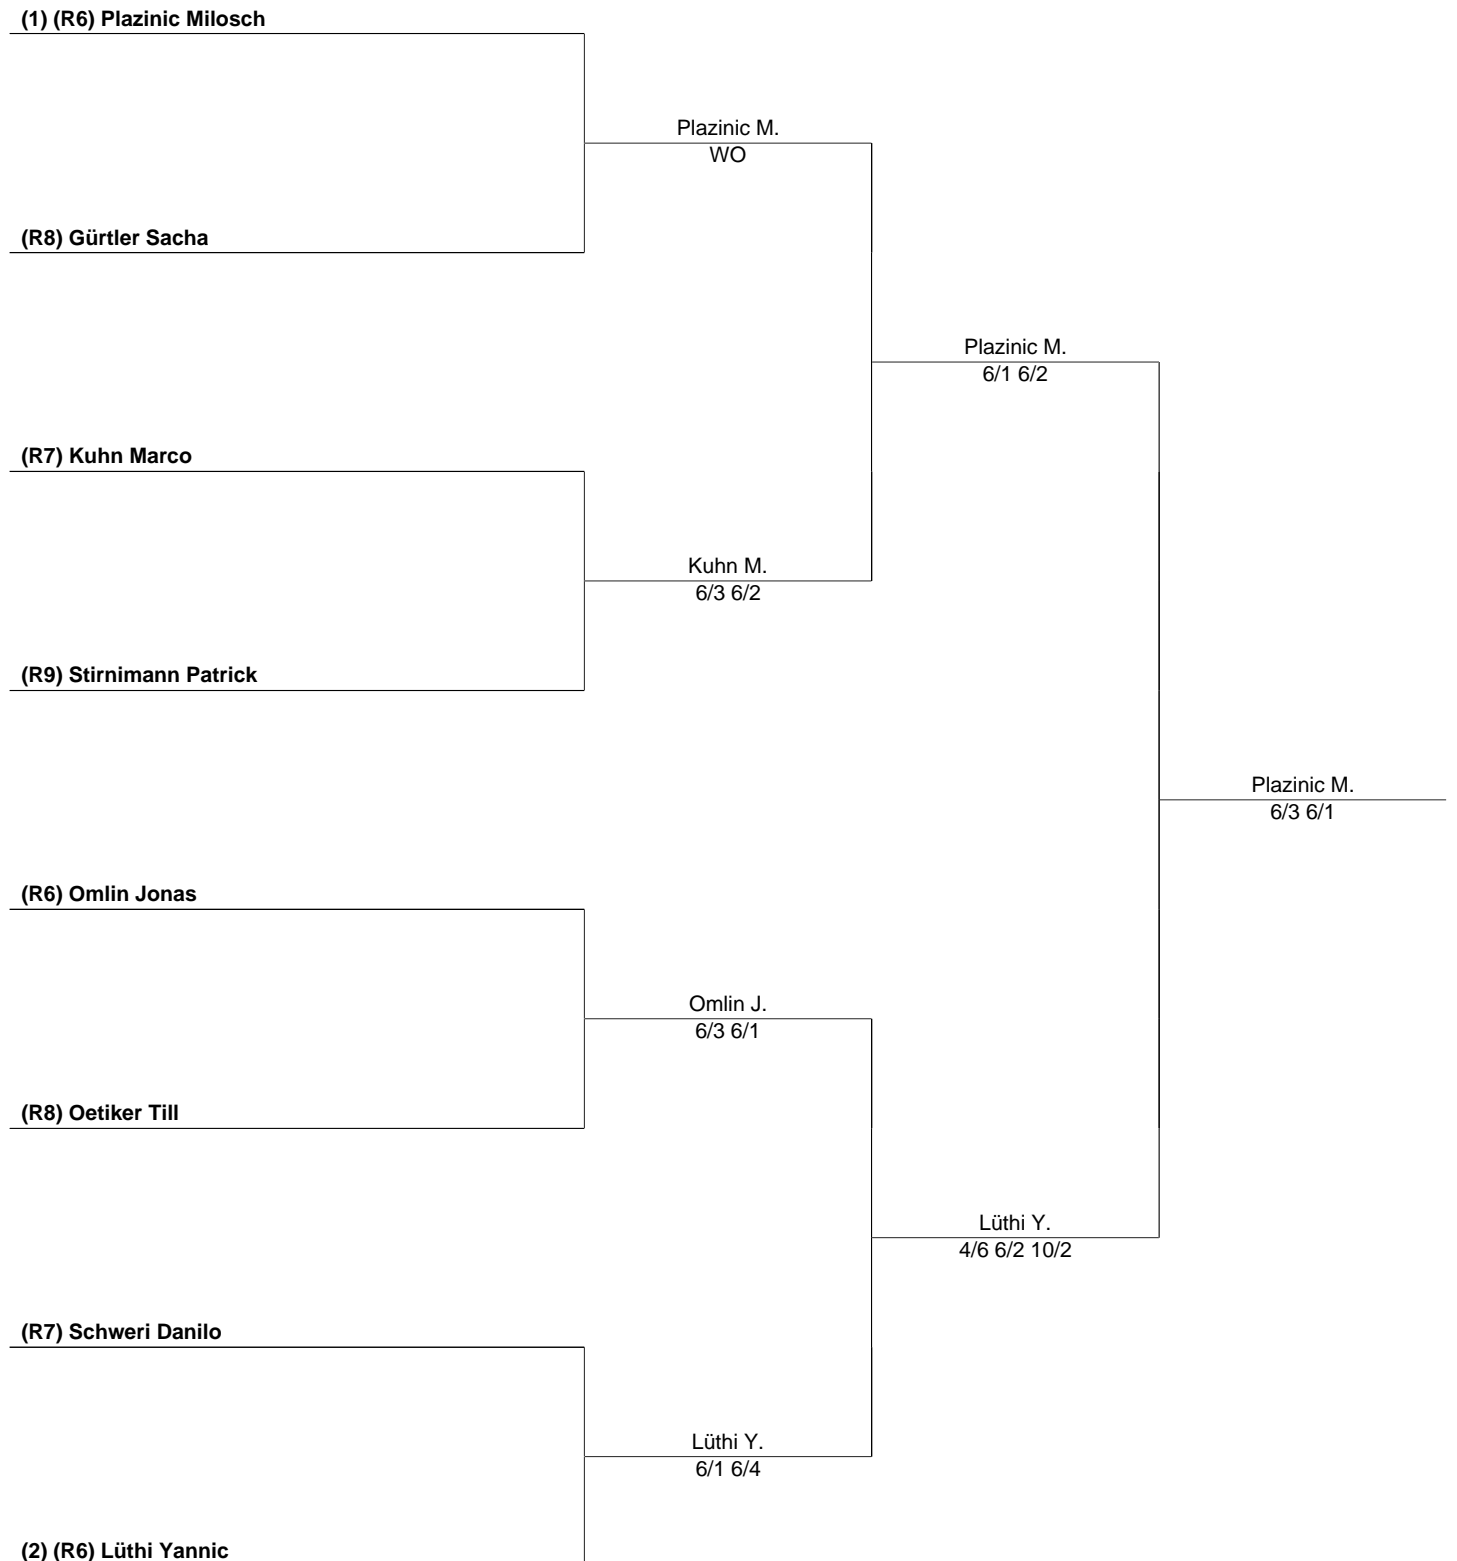 (1) (R6) Plazinic Milosch
Plazinic M.
WO
(R8) Gürtler Sacha
Plazinic M.
6/1 6/2
(R7) Kuhn Marco
Kuhn M.
6/3 6/2
(R9) Stirnimann Patrick
Plazinic M.
6/3 6/1
(R6) Omlin Jonas
Omlin J.
6/3 6/1
(R8) Oetiker Till
Lüthi Y.
4/6 6/2 10/2
(R7) Schweri Danilo
Lüthi Y.
6/1 6/4
(2) (R6) Lüthi Yannic